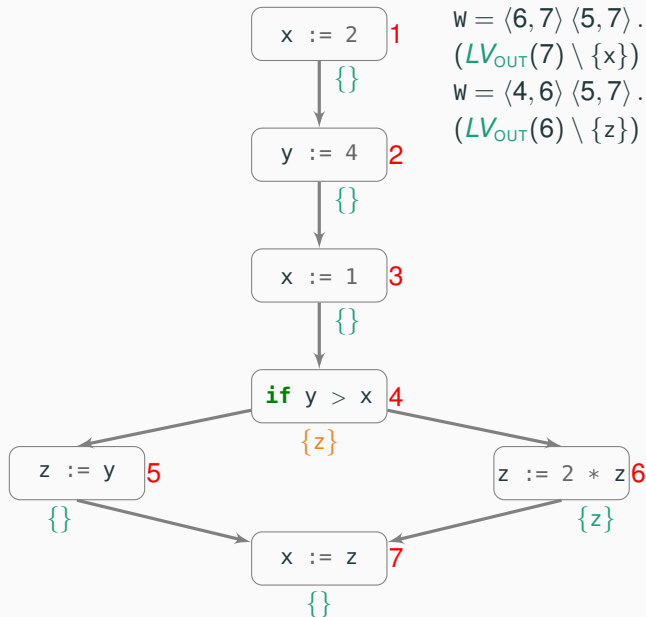 x := 2 1
{}
y := 4 2
{}
x := 1 3
{}
if y > x 4
{z}
z := y 5
{}
z := 2 * z 6
{z}
x := z 7
{}
W = ⟨6, 7⟩ ⟨5, 7⟩ .
(LV_OUT(7) \ {x})
W = ⟨4, 6⟩ ⟨5, 7⟩ .
(LV_OUT(6) \ {z})